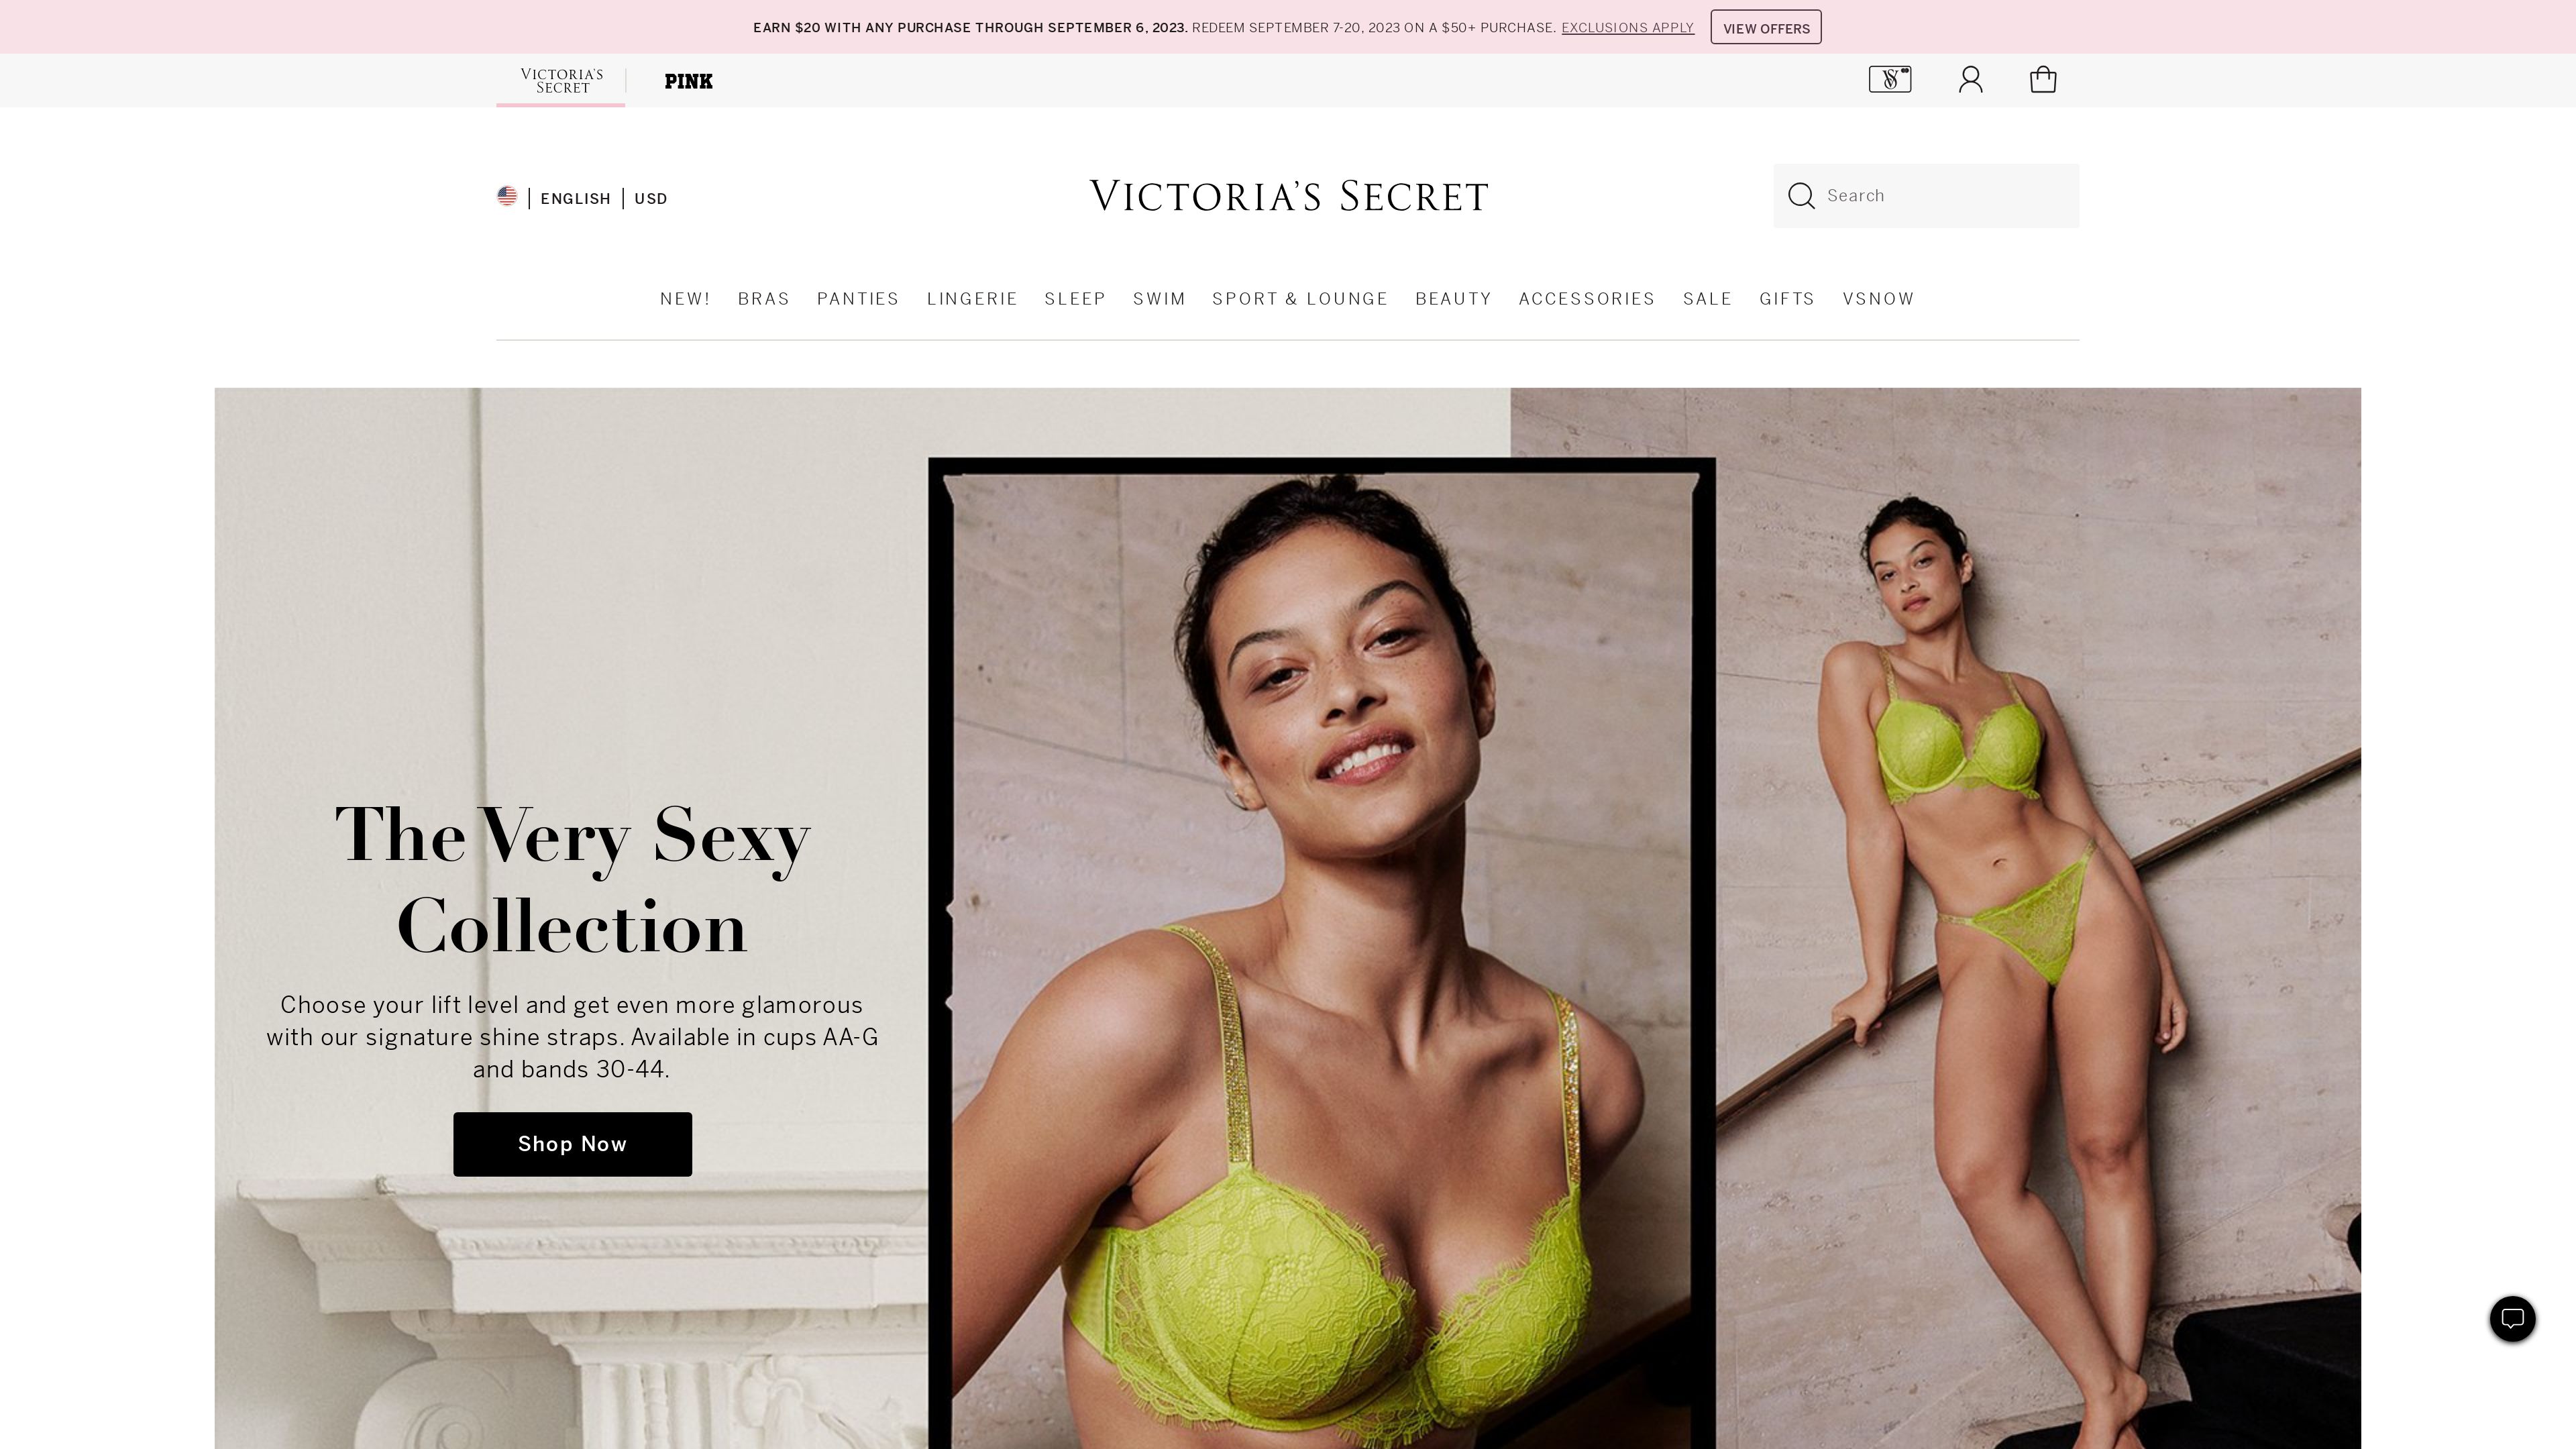 EARN $20 WITH ANY PURCHASE THROUGH SEPTEMBER 6, 2023. REDEEM SEPTEMBER 7-20, 2023 ON A $50+ PURCHASE. EXCLUSIONS APPLY VIEW OFFERS
VICTORIA'S
SECRET
PINK
VS
ENGLISH USD
VICTORIA'S SECRET
Search
NEW! BRAS PANTIES LINGERIE SLEEP SWIM SPORT & LOUNGE BEAUTY ACCESSORIES SALE GIFTS VSNOW
The Very Sexy
Collection
Choose your lift level and get even more glamorous
with our signature shine straps. Available in cups AA-G
and bands 30-44.
Shop Now